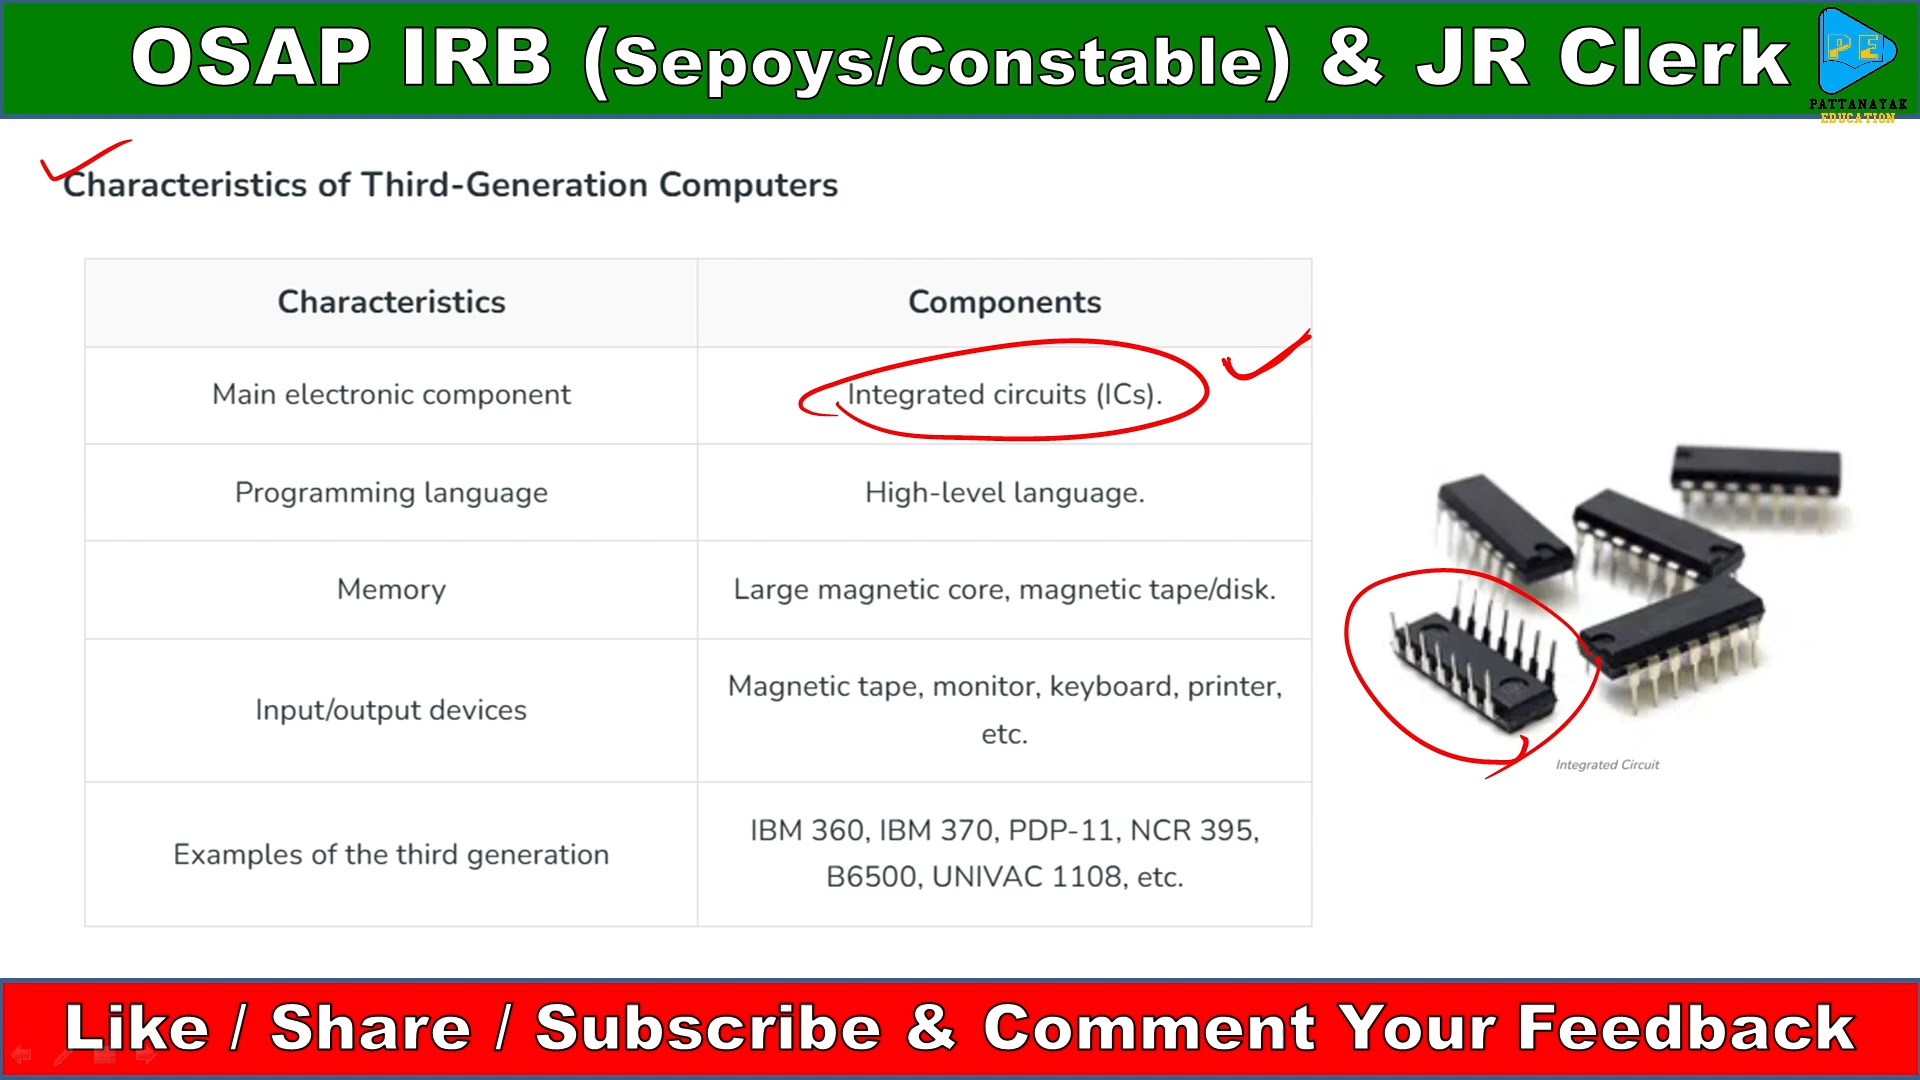 OSAP IRB (Sepoys/Constable) & JR Clerk
PE
PATTANAYAK
EDUCATION
Characteristics of Third-Generation Computers
Characteristics
Components
Main electronic component
Integrated circuits (ICs).
Programming language
High-level language.
Memory
Large magnetic core, magnetic tape/disk.
Input/output devices
Magnetic tape, monitor, keyboard, printer,
etc.
Examples of the third generation
IBM 360, IBM 370, PDP-11, NCR 395,
B6500, UNIVAC 1108, etc.
Integrated Circuit
Like / Share / Subscribe & Comment Your Feedback